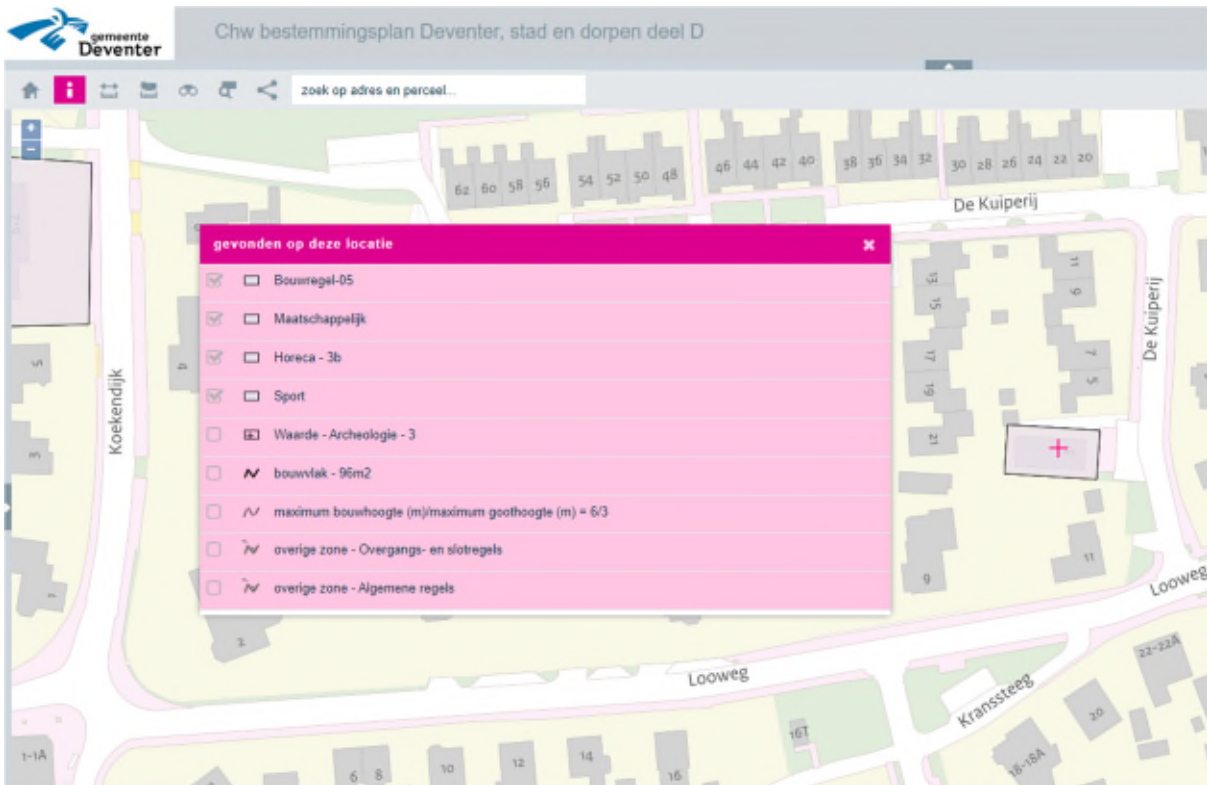 gemeente
Deventer
Chw bestemmingsplan Deventer, stad en dorpen deel D
zoek op adres en perceel...
62 60 58 56
54 52 50 48
46 44 42 40
38 36 34 32
30 28 26 24 22 20
De Kuiperij
gevonden op deze locatie
Bouwregel-05
Maatschappelijk
Horeca - 3b
Sport
Waarde - Archeologie - 3
bouwvlak - 96m2
maximum bouwhoogte (m)/maximum goothoogte (m) = 6/3
overige zone - Overgangs- en slotregels
overige zone - Algemene regels
13
15
17
19
21
11
9
7
5
De Kuiperij
Koekendijk
5
3
9
11
2
Looweg
Looweg
Kranssteeg
22-22A
20
18-18A
16T
1-1A
6 8
10
12
14
16